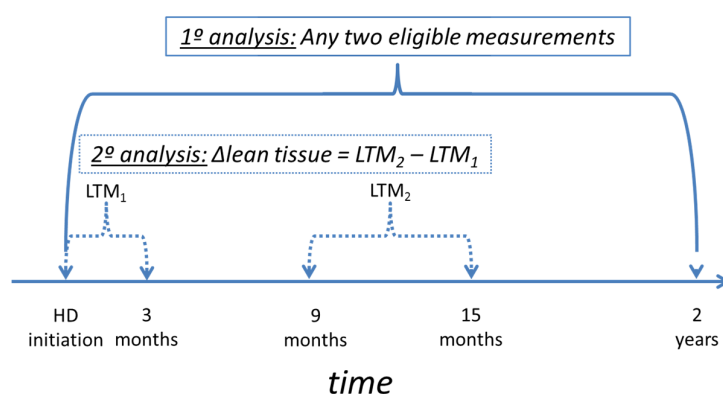 1º analysis: Any two eligible measurements
2º analysis: Δlean tissue = LTM₂ – LTM₁
LTM₁
LTM₂
HD initiation
3 months
9 months
15 months
2 years
time